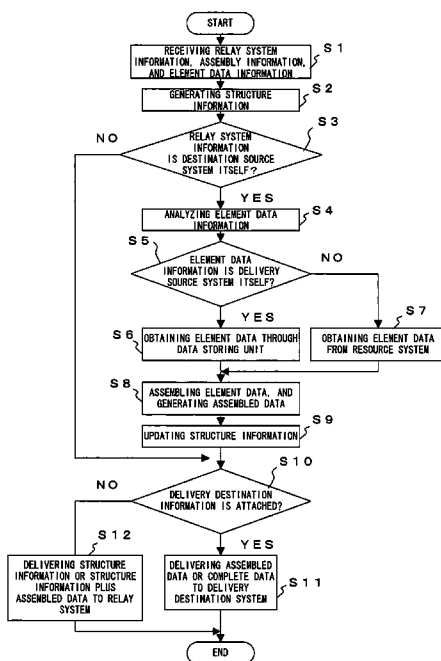 START
RECEIVING RELAY SYSTEM
INFORMATION, ASSEMBLY INFORMATION,
AND ELEMENT DATA INFORMATION
S1
GENERATING STRUCTURE
INFORMATION
S2
RELAY SYSTEM
INFORMATION
IS DESTINATION SOURCE
SYSTEM ITSELF?
S3
NO
YES
ANALYZING ELEMENT DATA
INFORMATION
S4
S5
ELEMENT DATA
INFORMATION IS DELIVERY
SOURCE SYSTEM ITSELF?
NO
YES
S6
OBTAINING ELEMENT DATA THROUGH
DATA STORING UNIT
S7
OBTAINING ELEMENT DATA
FROM RESOURCE SYSTEM
S8
ASSEMBLING ELEMENT DATA, AND
GENERATING ASSEMBLED DATA
S9
UPDATING STRUCTURE INFORMATION
S10
DELIVERY DESTINATION
INFORMATION IS ATTACHED?
NO
YES
S12
DELIVERING STRUCTURE
INFORMATION OR STRUCTURE
INFORMATION PLUS
ASSEMBLED DATA TO RELAY
SYSTEM
DELIVERING ASSEMBLED
DATA OR COMPLETE DATA
TO DELIVERY
DESTINATION SYSTEM
S11
END